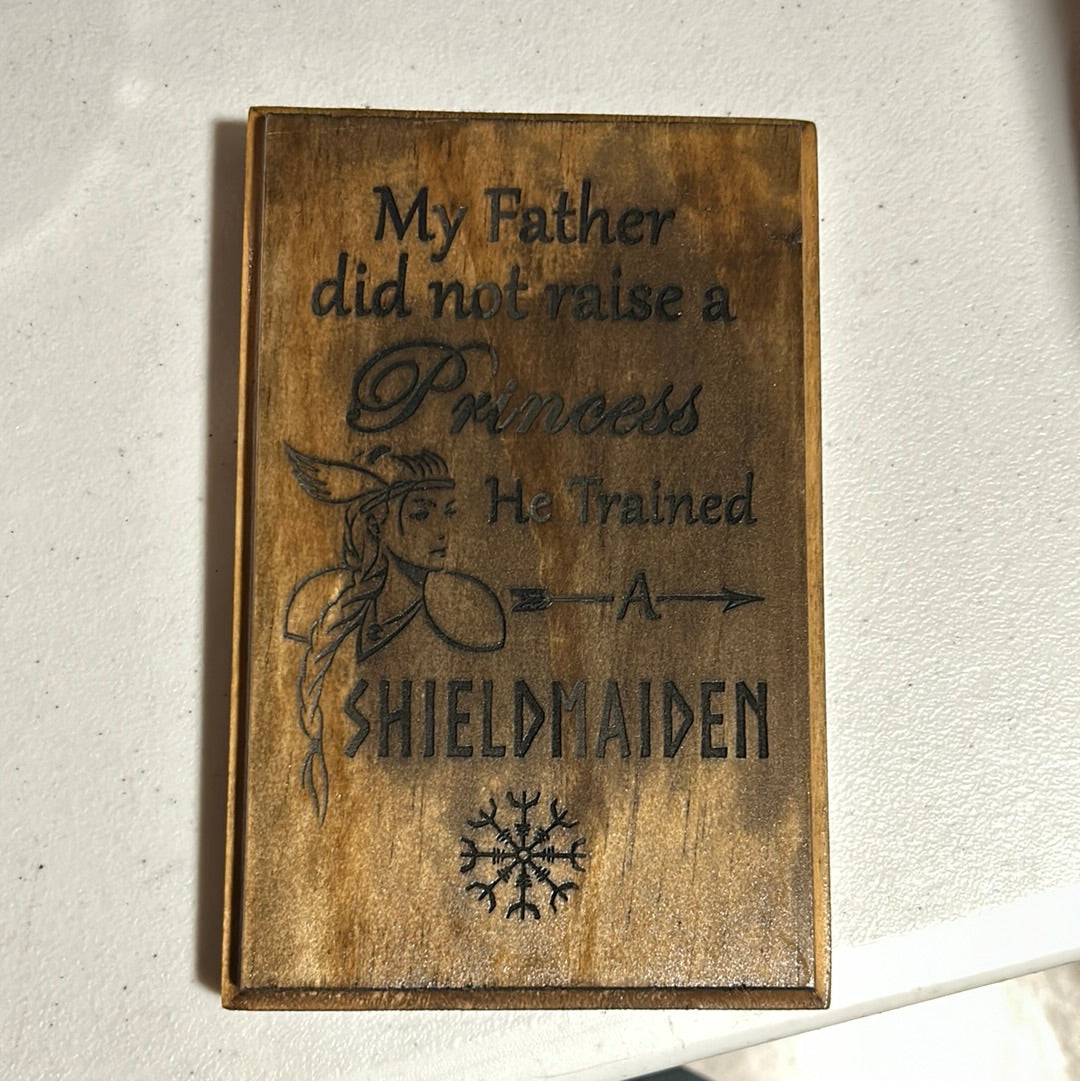 My Father
did not raise a
Princess
He Trained
A
SHIELDMAIDEN